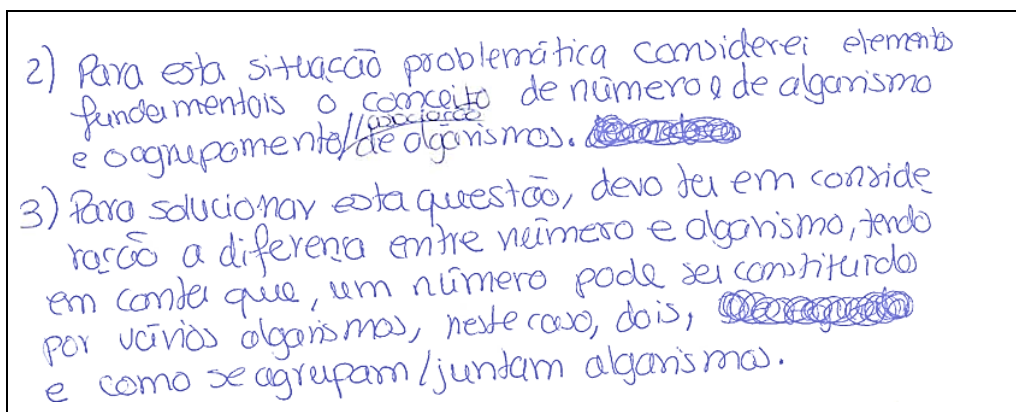 2) Para esta situação problemática considerei elementos
fundamentais o conceito de número e de algarismo
e o agrupamento/associação de algarismos.
3) Para solucionar esta questão, devo ter em conside
ração a diferença entre número e algarismo, tendo
em conta que, um número pode ser constituído
por vários algarismos, neste caso, dois,
e como se agrupam/juntam algarismos.